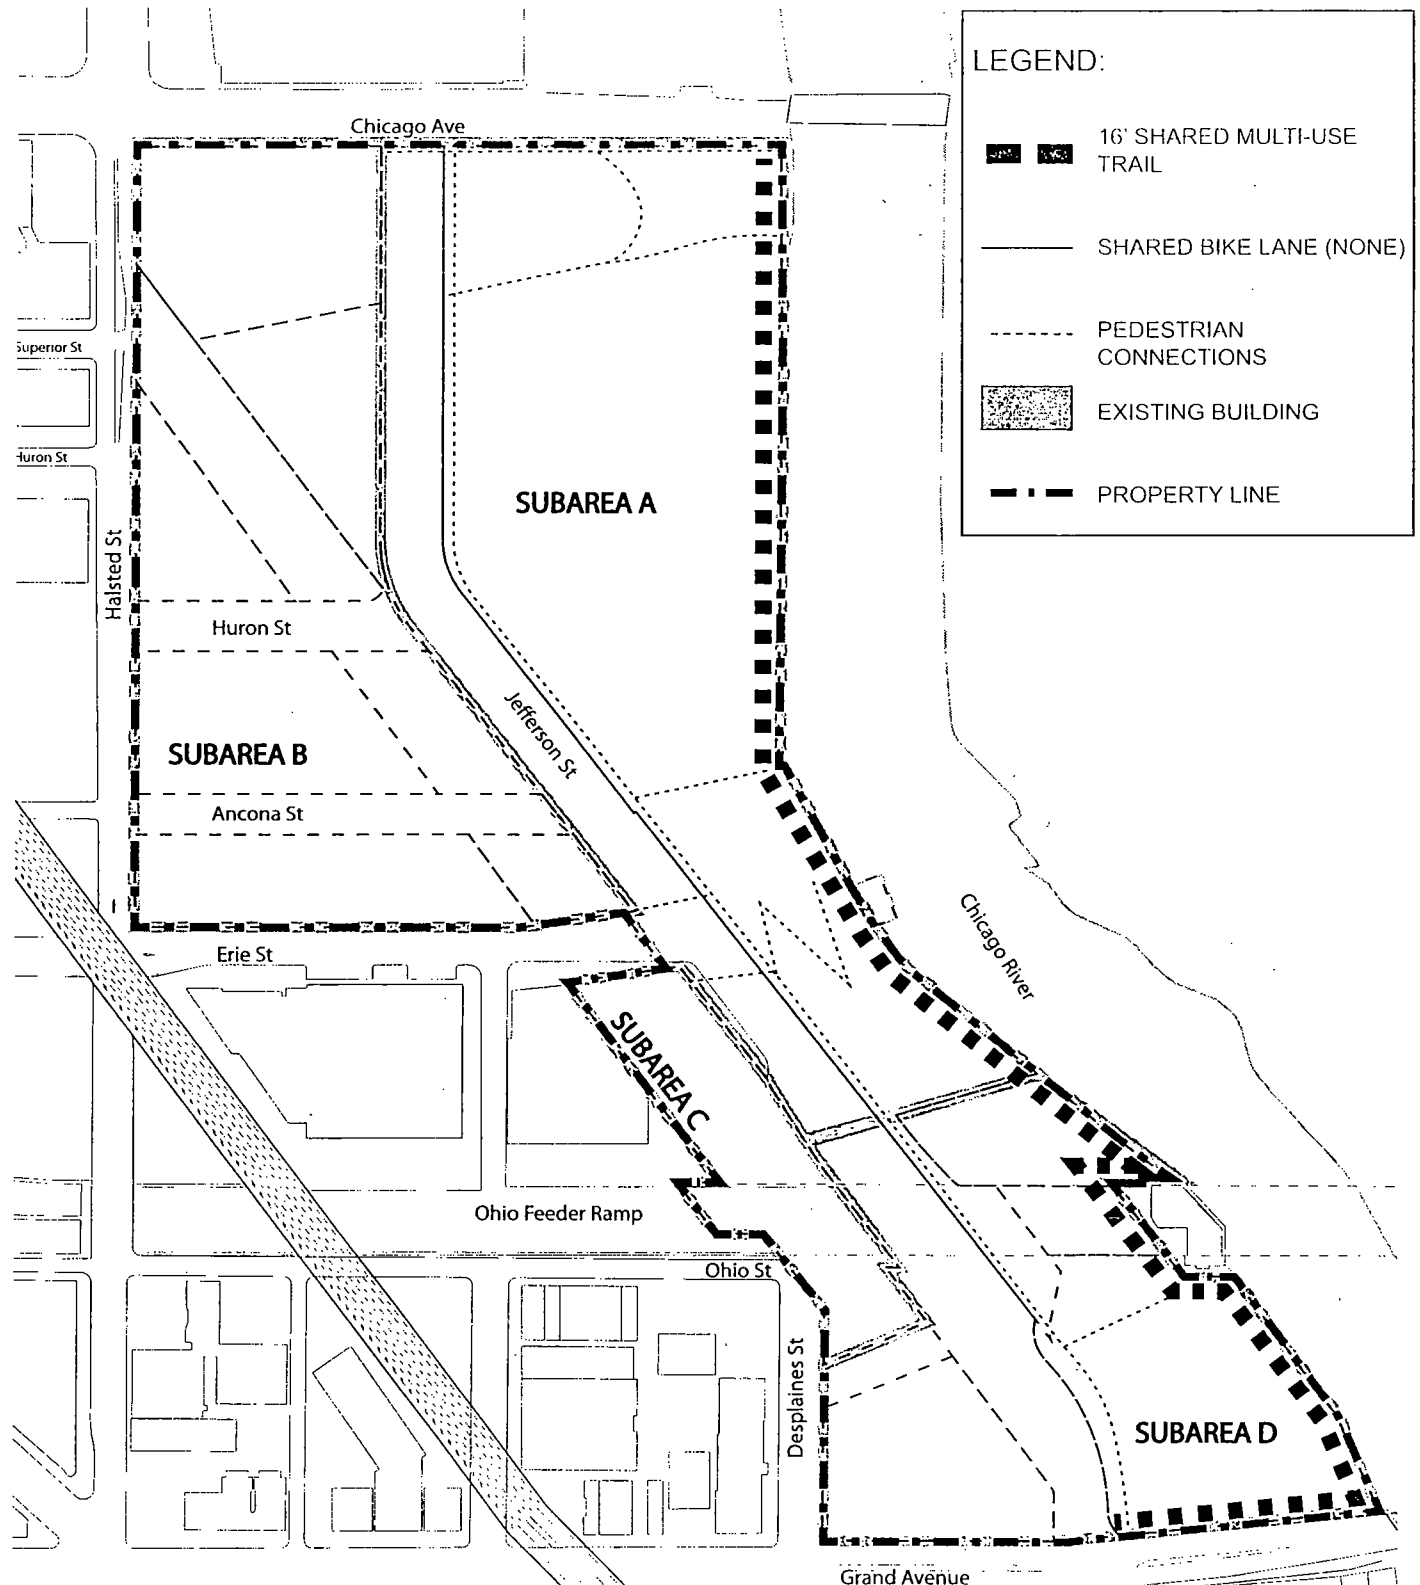 LEGEND:
16' SHARED MULTI-USE
TRAIL
SHARED BIKE LANE (NONE)
PEDESTRIAN
CONNECTIONS
EXISTING BUILDING
PROPERTY LINE
Chicago Ave
Superior St
Huron St
Halsted St
SUBAREA A
Huron St
Jefferson St
SUBAREA B
Ancona St
Chicago River
Erie St
SUBAREA C
Ohio Feeder Ramp
Ohio St
Desplaines St
SUBAREA D
Grand Avenue